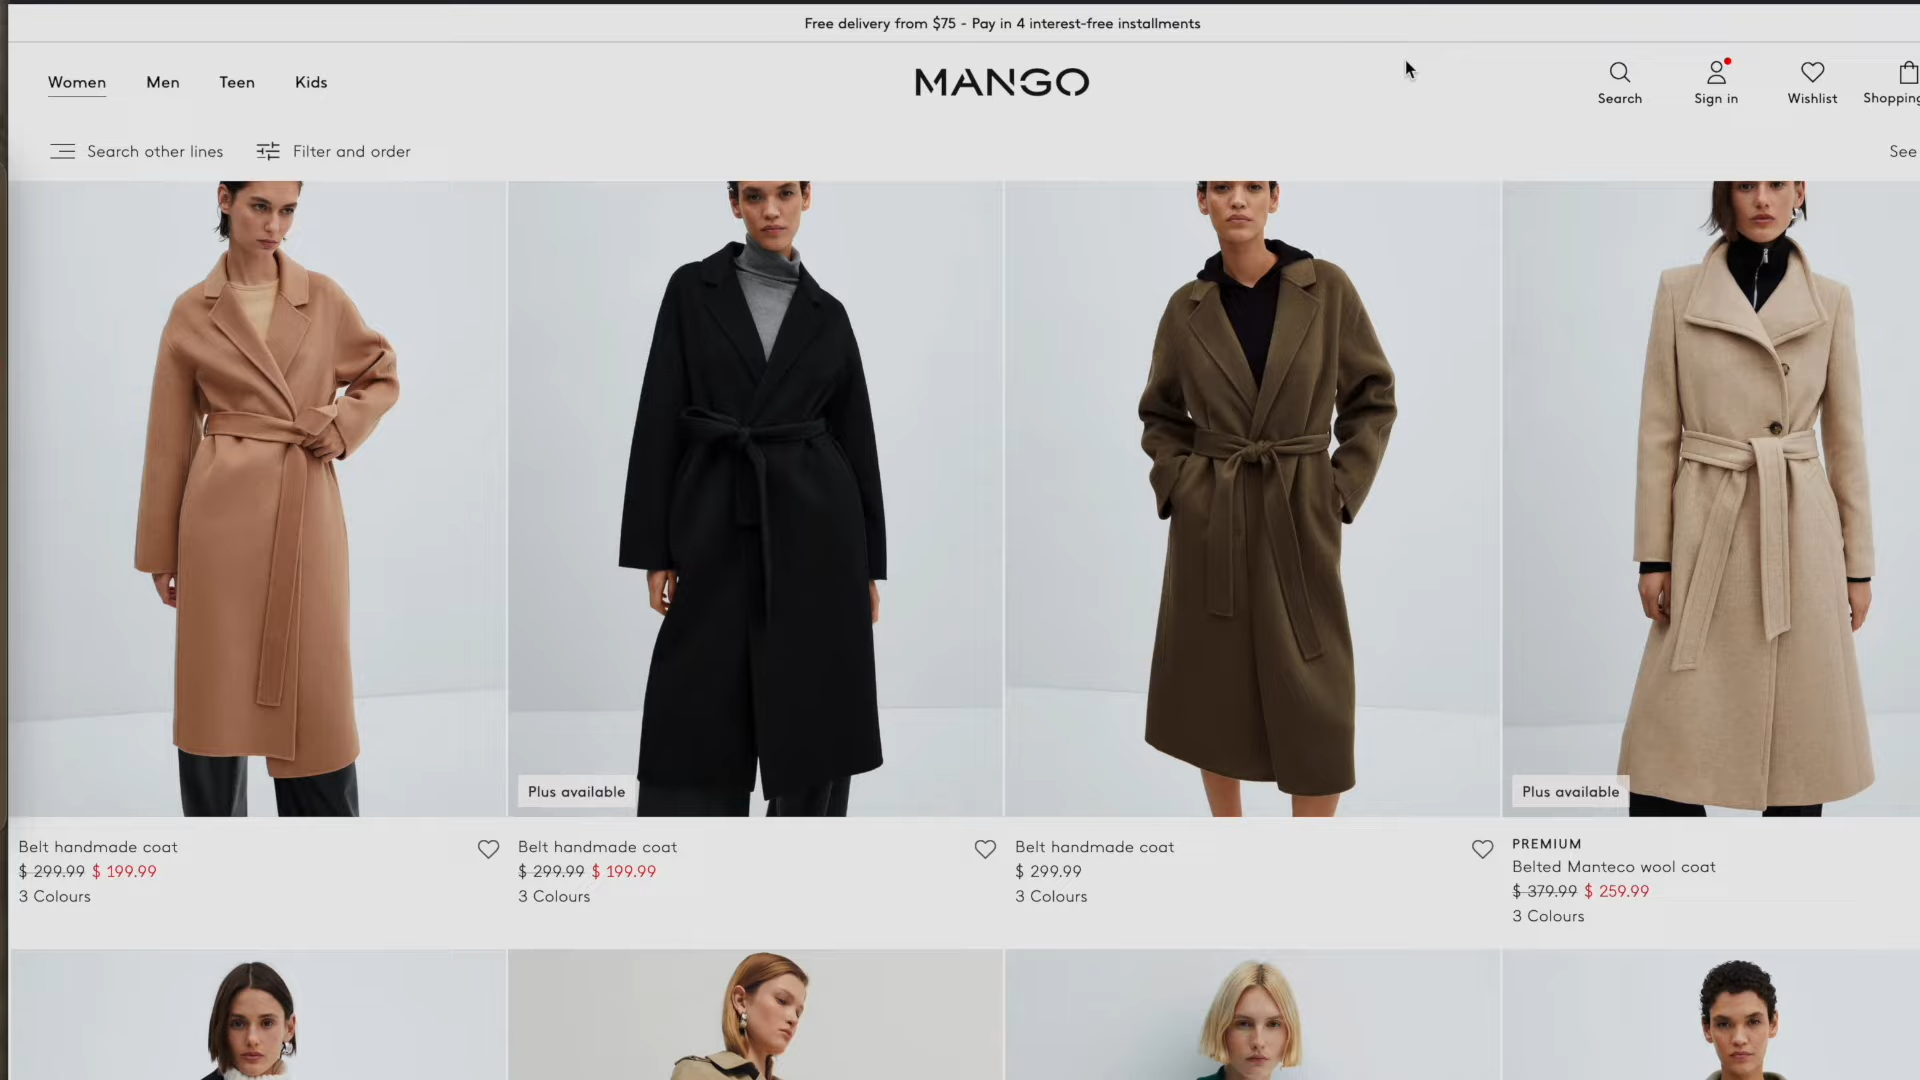 Free delivery from $75 - Pay in 4 interest-free installments
Women Men Teen Kids
MANGO
Search Sign in Wishlist Shopping
Search other lines Filter and order
See
Plus available
Plus available
Belt handmade coat
$ 299.99 $ 199.99
3 Colours
Belt handmade coat
$ 299.99 $ 199.99
3 Colours
Belt handmade coat
$ 299.99
3 Colours
PREMIUM
Belted Manteco wool coat
$ 379.99 $ 259.99
3 Colours